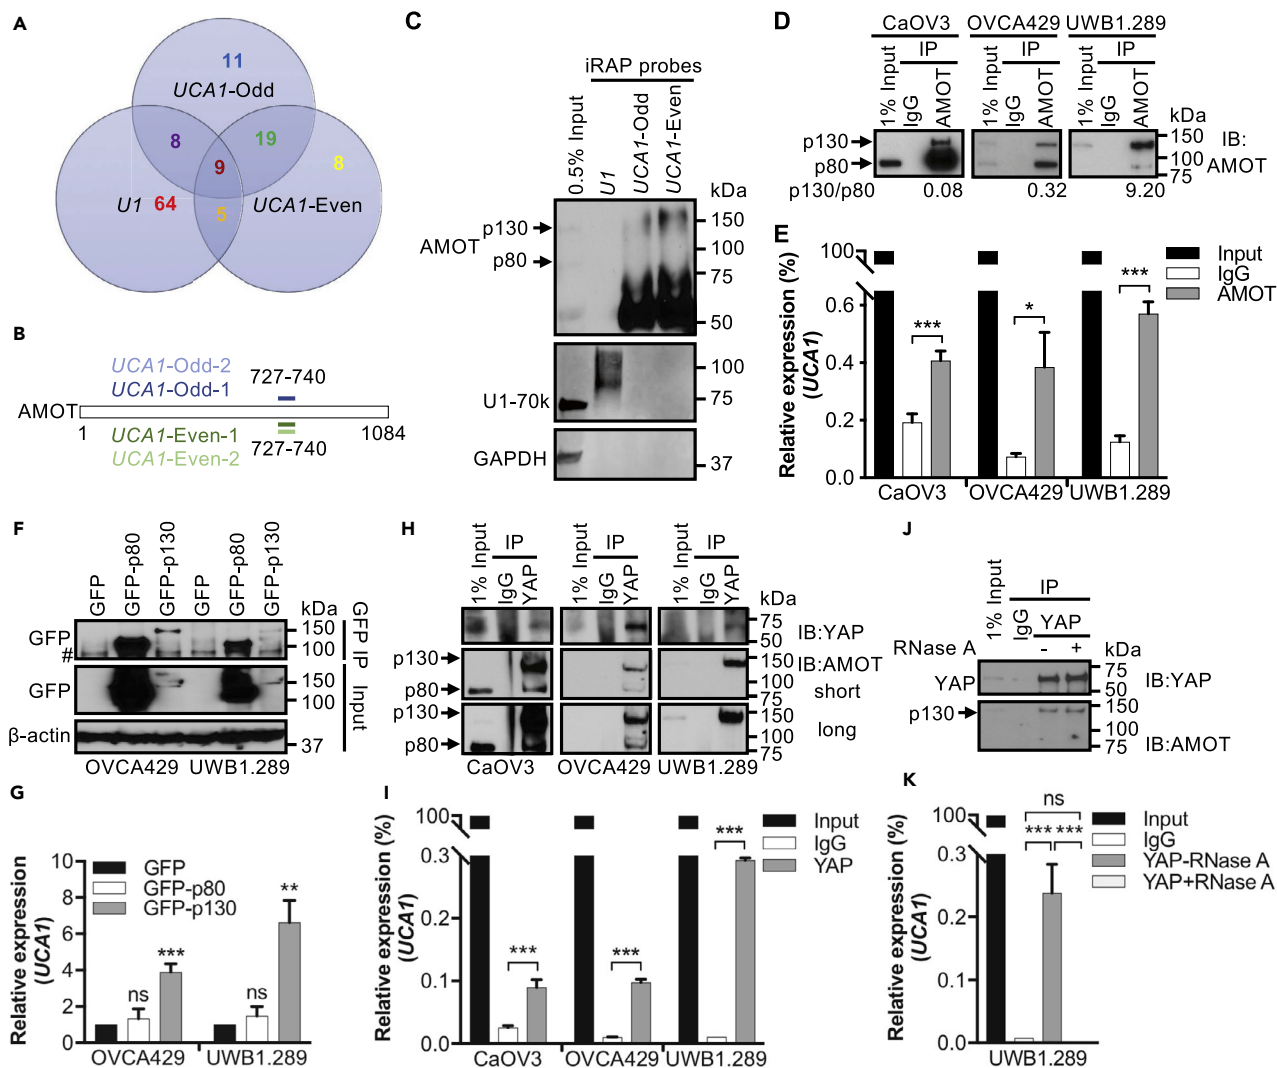 A
11
UCA1-Odd
8
19
9
8
U1 64
5
UCA1-Even
B
UCA1-Odd-2
UCA1-Odd-1
727-740
AMOT
1
1084
UCA1-Even-1
UCA1-Even-2
727-740
C
iRAP probes
0.5% Input
U1
UCA1-Odd
UCA1-Even
kDa
AMOT
p130
p80
150
100
75
50
U1-70k
100
75
GAPDH
37
D
CaOV3
OVCA429
UWB1.289
IP
IP
IP
1% Input
IgG
AMOT
1% Input
IgG
AMOT
1% Input
IgG
AMOT
kDa
p130
p80
150
100
75
IB:
AMOT
p130/p80
0.08
0.32
9.20
E
Relative expression (%)
(UCA1)
100
0.6
0.4
0.2
0.0
***
*
***
Input
IgG
AMOT
CaOV3
OVCA429
UWB1.289
F
GFP
GFP-p80
GFP-p130
GFP
GFP-p80
GFP-p130
kDa
GFP
#
150
100
GFP IP
GFP
150
100
Input
β-actin
37
OVCA429
UWB1.289
G
Relative expression
(UCA1)
10
8
6
4
2
0
GFP
GFP-p80
GFP-p130
ns
***
ns
**
OVCA429
UWB1.289
H
IP
IP
IP
1% Input
IgG
YAP
1% Input
IgG
YAP
1% Input
IgG
YAP
kDa
75
50
IB:YAP
p130
p80
150
100
75
IB:AMOT
short
p130
p80
150
100
75
long
CaOV3
OVCA429
UWB1.289
I
Relative expression (%)
(UCA1)
100
0.3
0.2
0.1
0.0
***
***
***
Input
IgG
YAP
CaOV3
OVCA429
UWB1.289
J
1% Input
IgG
IP
YAP
RNase A
-
+
kDa
YAP
75
50
IB:YAP
p130
150
100
75
IB:AMOT
K
Relative expression (%)
(UCA1)
100
0.3
0.2
0.1
0.0
ns
***
***
Input
IgG
YAP-RNase A
YAP+RNase A
UWB1.289